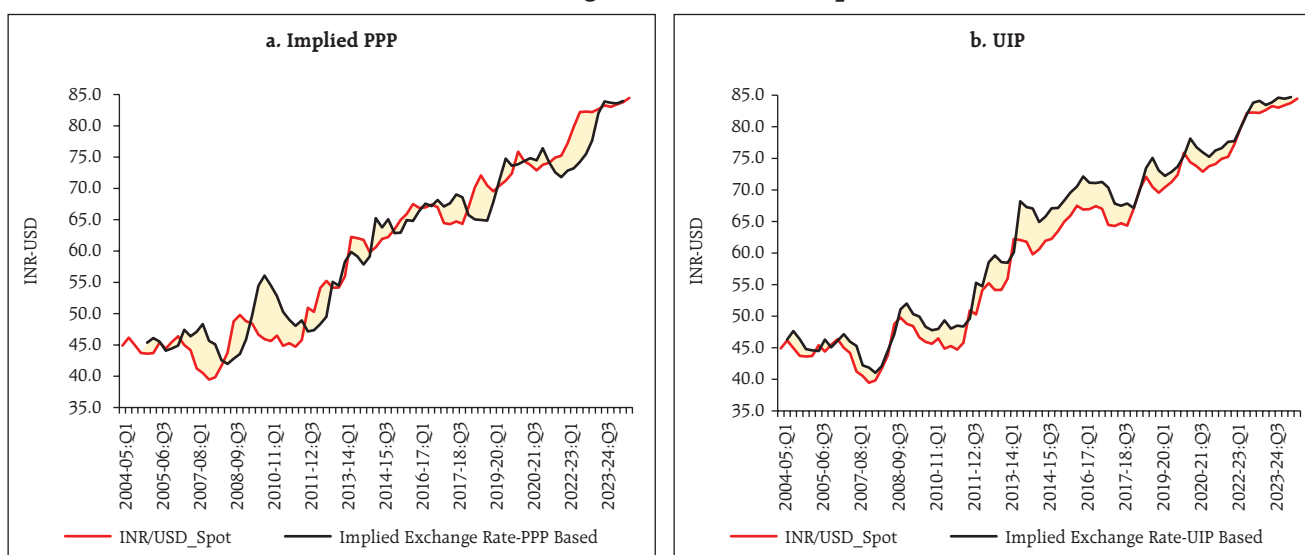 a. Implied PPP
85.0
80.0
75.0
70.0
65.0
60.0
55.0
50.0
45.0
40.0
35.0
INR-USD
2004-05:Q1
2005-06:Q3
2007-08:Q1
2008-09:Q3
2010-11:Q1
2011-12:Q3
2013-14:Q1
2014-15:Q3
2016-17:Q1
2017-18:Q3
2019-20:Q1
2020-21:Q3
2022-23:Q1
2023-24:Q3
INR/USD_Spot
Implied Exchange Rate-PPP Based
b. UIP
85.0
80.0
75.0
70.0
65.0
60.0
55.0
50.0
45.0
40.0
35.0
INR-USD
2004-05:Q1
2005-06:Q3
2007-08:Q1
2008-09:Q3
2010-11:Q1
2011-12:Q3
2013-14:Q1
2014-15:Q3
2016-17:Q1
2017-18:Q3
2019-20:Q1
2020-21:Q3
2022-23:Q1
2023-24:Q3
INR/USD_Spot
Implied Exchange Rate-UIP Based